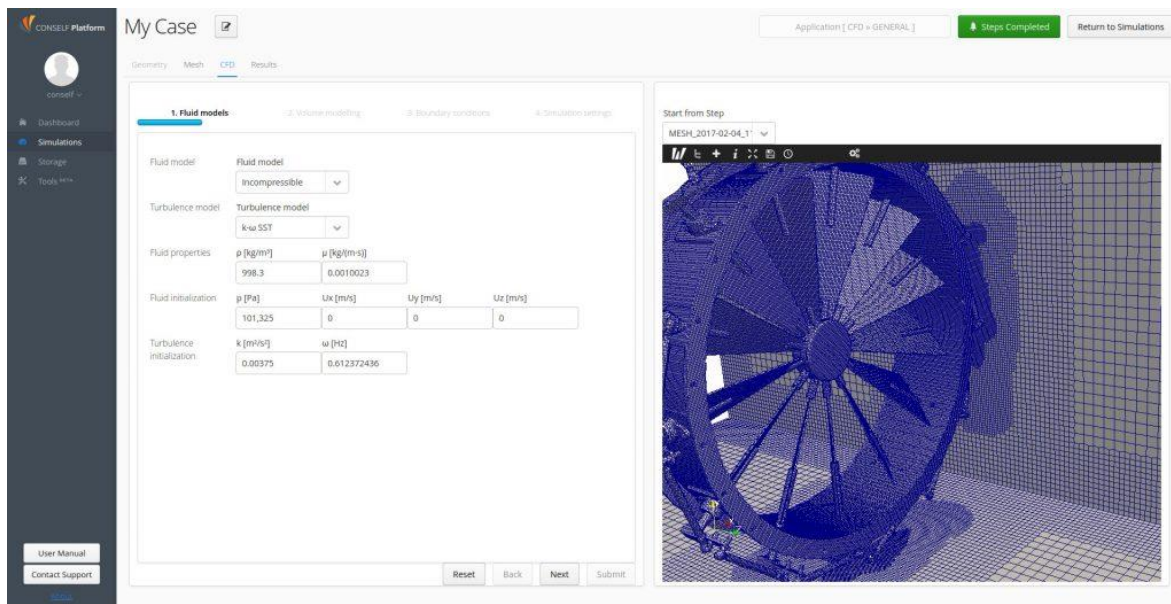 CONSELF Platform
My Case
Application [ CFD » GENERAL ]
Steps Completed
Return to Simulations
conself
Dashboard
Simulations
Storage
Tools BETA
User Manual
Contact Support
Geometry Mesh CFD Results
1. Fluid models 2. Volume modelling 3. Boundary conditions 4. Simulation settings
Fluid model Fluid model
Incompressible
Turbulence model Turbulence model
k-ω SST
Fluid properties ρ [kg/m³] μ [kg/(m·s)]
998.3 0.0010023
Fluid initialization p [Pa] Ux [m/s] Uy [m/s] Uz [m/s]
101,325 0 0 0
Turbulence initialization k [m²/s²] ω [Hz]
0.00375 0.612372436
Reset Back Next Submit
Start from Step
MESH_2017-02-04_1